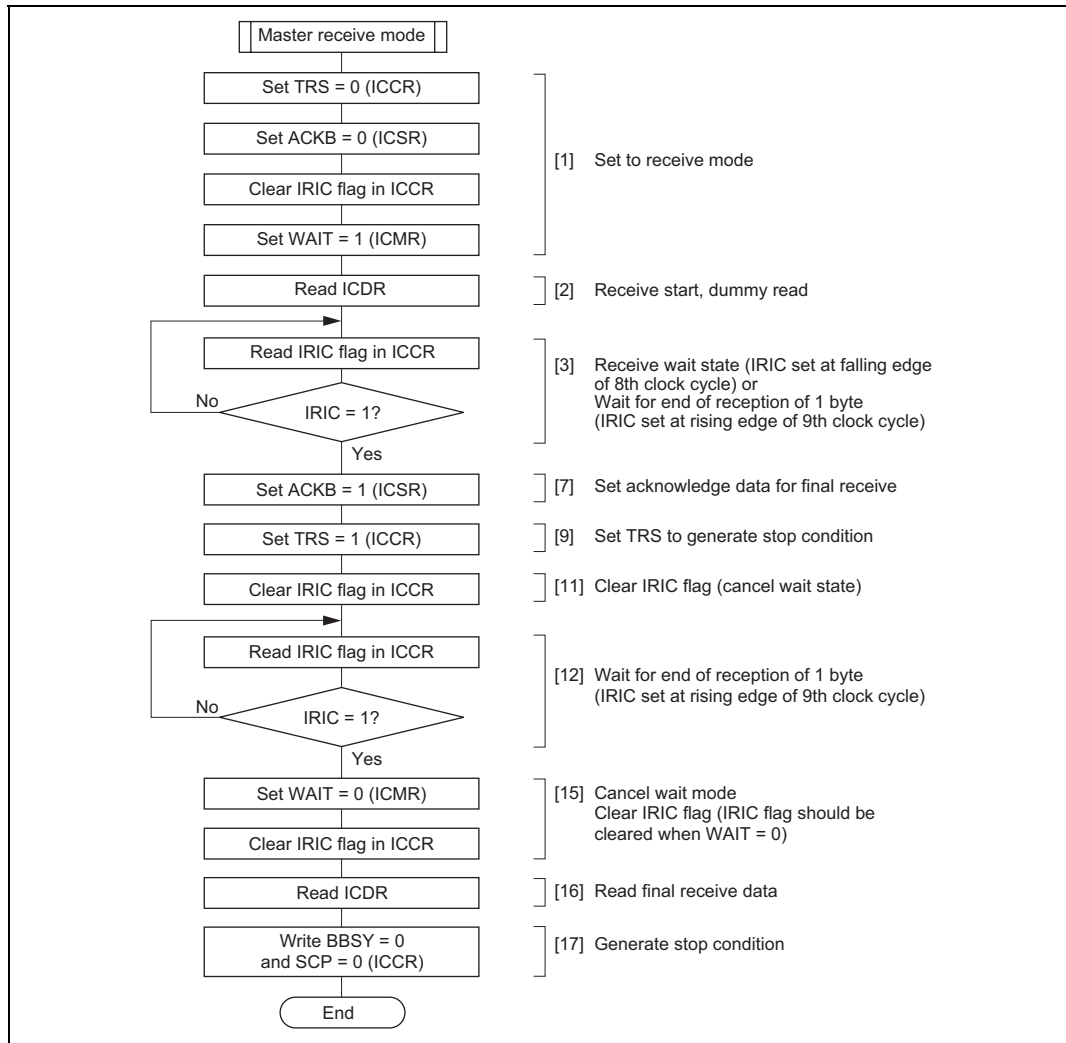 Master receive mode
Set TRS = 0 (ICCR)
Set ACKB = 0 (ICSR)
Clear IRIC flag in ICCR
Set WAIT = 1 (ICMR)
[1] Set to receive mode
Read ICDR
[2] Receive start, dummy read
Read IRIC flag in ICCR
No
IRIC = 1?
Yes
[3] Receive wait state (IRIC set at falling edge
of 8th clock cycle) or
Wait for end of reception of 1 byte
(IRIC set at rising edge of 9th clock cycle)
Set ACKB = 1 (ICSR)
[7] Set acknowledge data for final receive
Set TRS = 1 (ICCR)
[9] Set TRS to generate stop condition
Clear IRIC flag in ICCR
[11] Clear IRIC flag (cancel wait state)
Read IRIC flag in ICCR
No
IRIC = 1?
Yes
[12] Wait for end of reception of 1 byte
(IRIC set at rising edge of 9th clock cycle)
Set WAIT = 0 (ICMR)
Clear IRIC flag in ICCR
[15] Cancel wait mode
Clear IRIC flag (IRIC flag should be
cleared when WAIT = 0)
Read ICDR
[16] Read final receive data
Write BBSY = 0
and SCP = 0 (ICCR)
[17] Generate stop condition
End